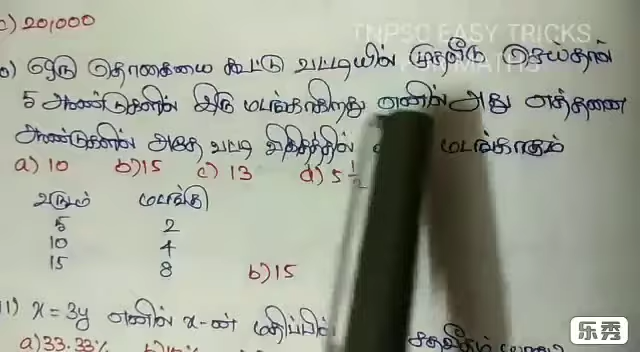 c) 20,000
TNPSC EASY TRICKS
ஒரு தொகையை கூட்டு வட்டியில் முதலீடு செய்தால்
5 ஆண்டுகளில் இரு மடங்காகிறது எனில் அது எத்தனை
ஆண்டுகளில் அதே வட்டி விகிதத்தில் மடங்காகும்
a) 10 b) 15 c) 13 d) 5 1/2
வருடம் மடங்கு
5 2
10 4
15 8 b) 15
11) x = 3y எனில் x-ன் மதிப்பில்
a) 33.33%
乐秀